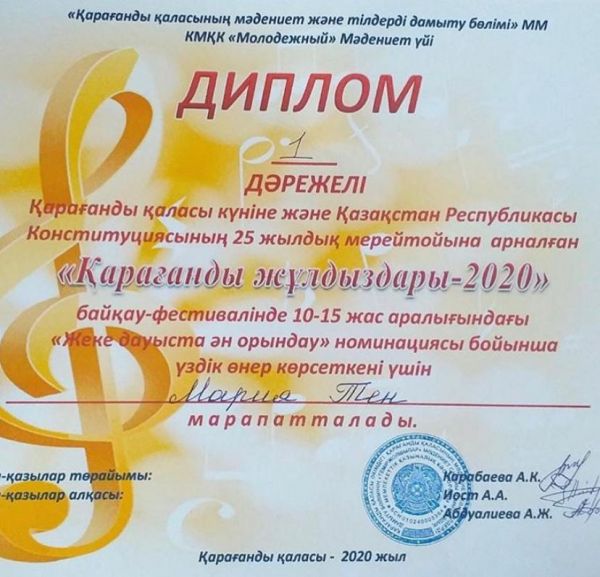 «Қарағанды қаласының мәдениет және тілдерді дамыту бөлімі» ММ
КМҚК «Молодежный» Мәдениет үйі
ДИПЛОМ
1
ДӘРЕЖЕЛІ
Қарағанды қаласы күніне және Қазақстан Республикасы
Конституциясының 25 жылдық мерейтойына арналған
«Қарағанды жұлдыздары-2020»
байқау-фестивалінде 10-15 жас аралығындағы
«Жеке дауыста ән орындау» номинациясы бойынша
үздік өнер көрсеткені үшін
Мария Тен
марапатталады.
-қазылар төрайымы: Карабаева А.К.
-қазылар алқасы: Иост А.А.
Абдуалиева А.Ж.
Қарағанды қаласы - 2020 жыл